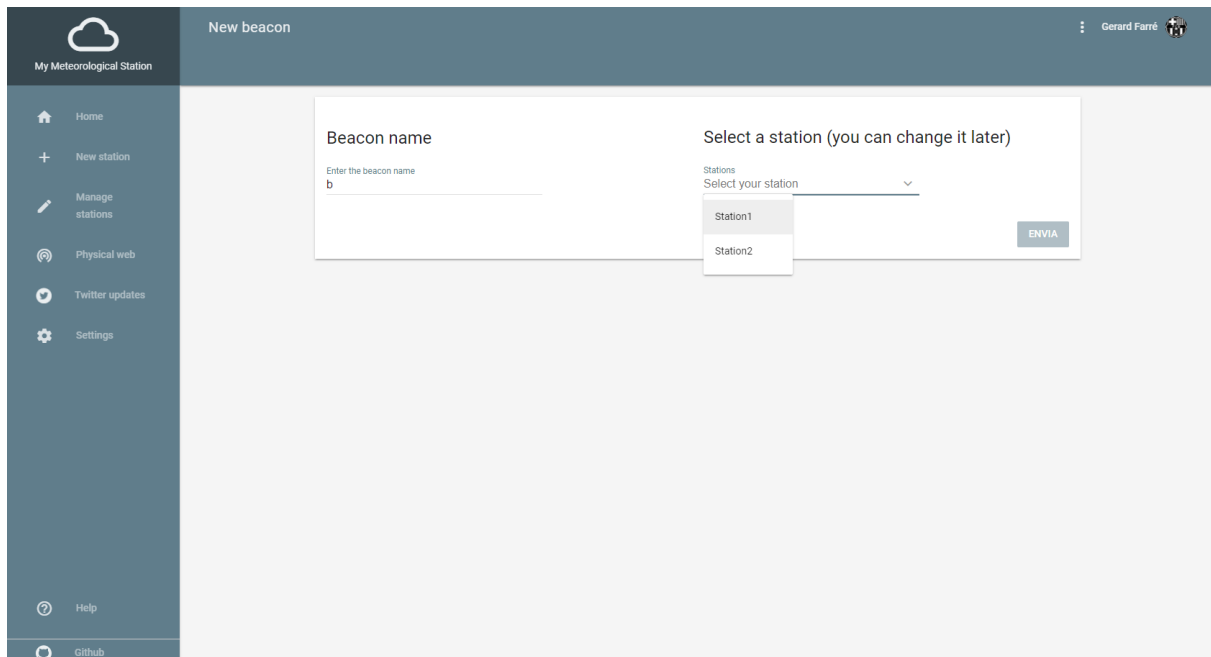 New beacon
Gerard Farré
My Meteorological Station
Home
New station
Manage
stations
Physical web
Twitter updates
Settings
Help
Github
Beacon name
Enter the beacon name
b
Select a station (you can change it later)
Stations
Select your station
Station1
Station2
ENVIA